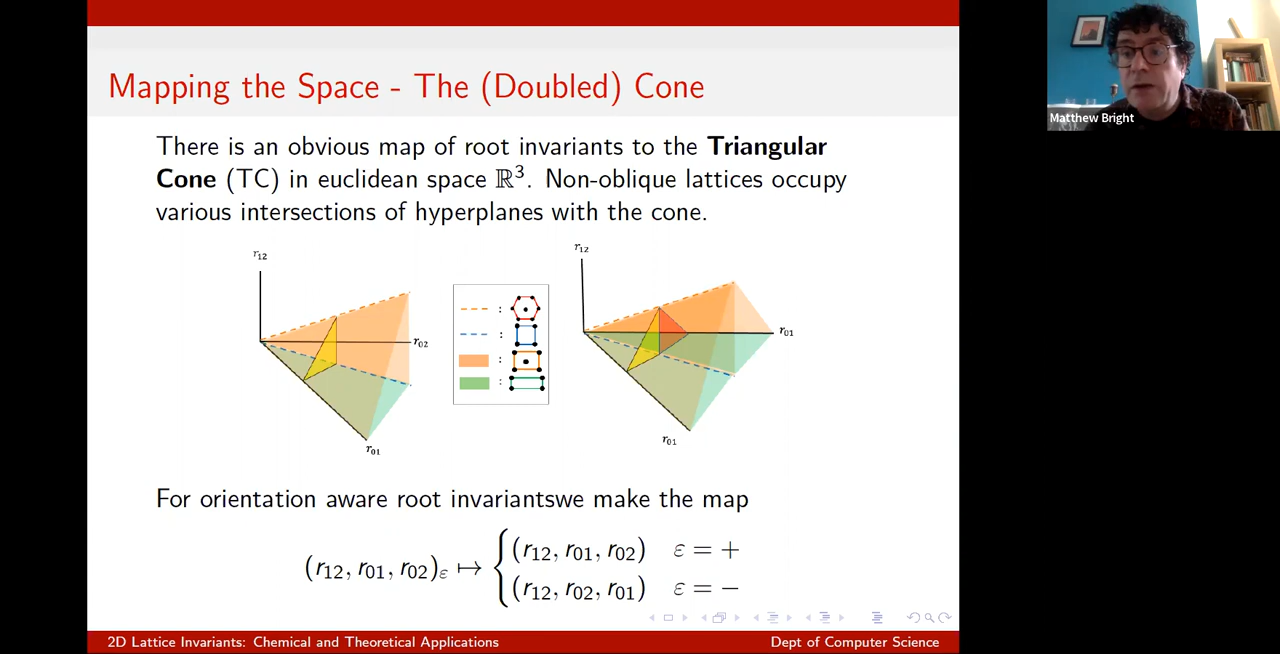 Mapping the Space - The (Doubled) Cone
There is an obvious map of root invariants to the Triangular
Cone (TC) in euclidean space ℝ³. Non-oblique lattices occupy
various intersections of hyperplanes with the cone.
r₁₂
r₀₂
r₀₁
:
:
:
:
r₁₂
r₀₁
r₀₁
For orientation aware root invariantswe make the map
(r₁₂, r₀₁, r₀₂)ε ↦ { (r₁₂, r₀₁, r₀₂) ε = +
(r₁₂, r₀₂, r₀₁) ε = −
2D Lattice Invariants: Chemical and Theoretical Applications
Dept of Computer Science
Matthew Bright